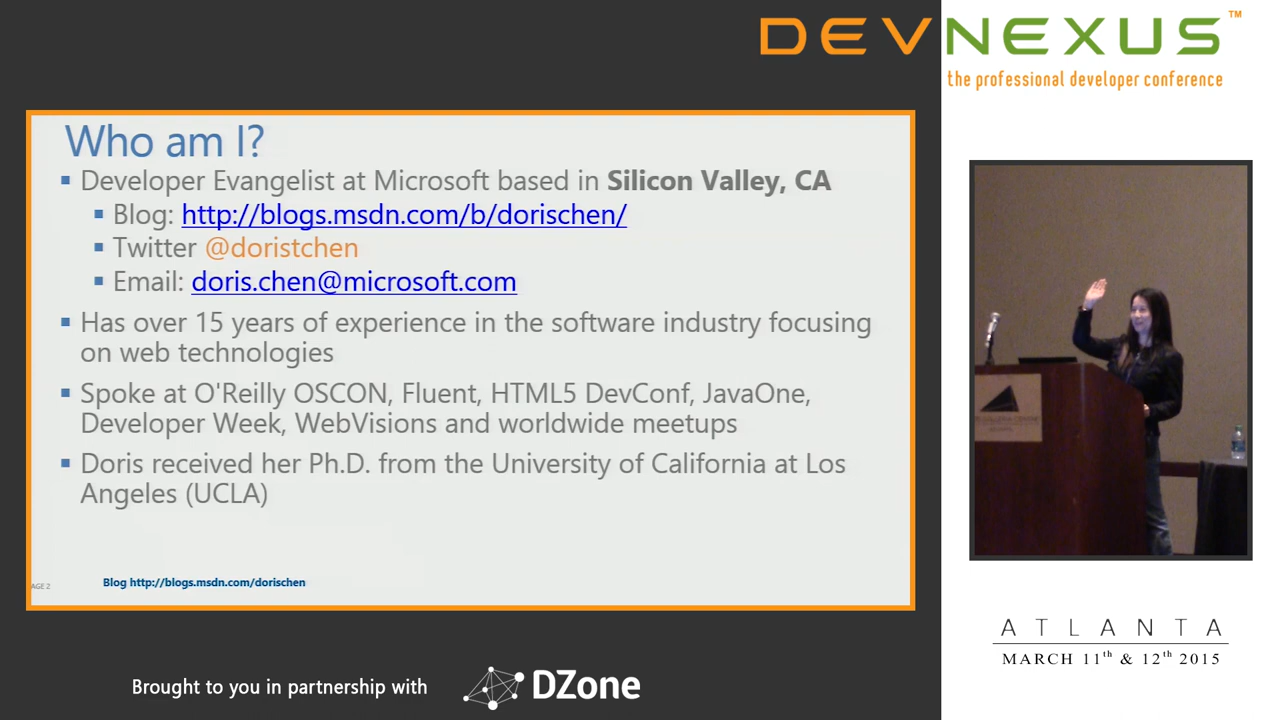 DEVNEXUS™
the professional developer conference
Who am I?
Developer Evangelist at Microsoft based in Silicon Valley, CA
Blog: http://blogs.msdn.com/b/dorischen/
Twitter @doristchen
Email: doris.chen@microsoft.com
Has over 15 years of experience in the software industry focusing
on web technologies
Spoke at O'Reilly OSCON, Fluent, HTML5 DevConf, JavaOne,
Developer Week, WebVisions and worldwide meetups
Doris received her Ph.D. from the University of California at Los
Angeles (UCLA)
AGE 2
Blog http://blogs.msdn.com/dorischen
ATLANTA
MARCH 11th & 12th 2015
Brought to you in partnership with
DZone